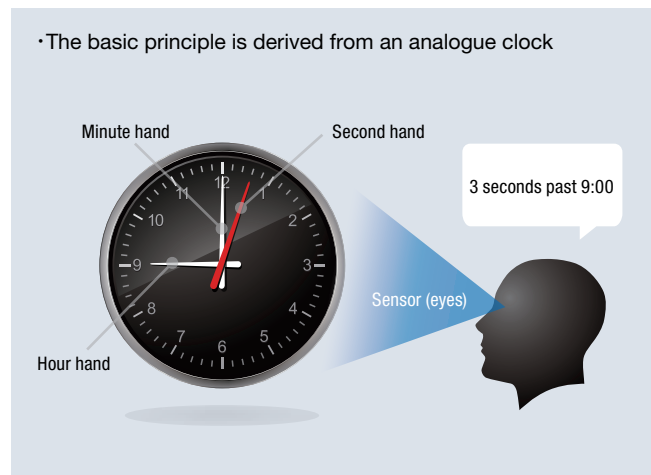 ·The basic principle is derived from an analogue clock
Minute hand
Second hand
12
1
2
3
4
5
6
7
8
9
10
11
3 seconds past 9:00
Sensor (eyes)
Hour hand